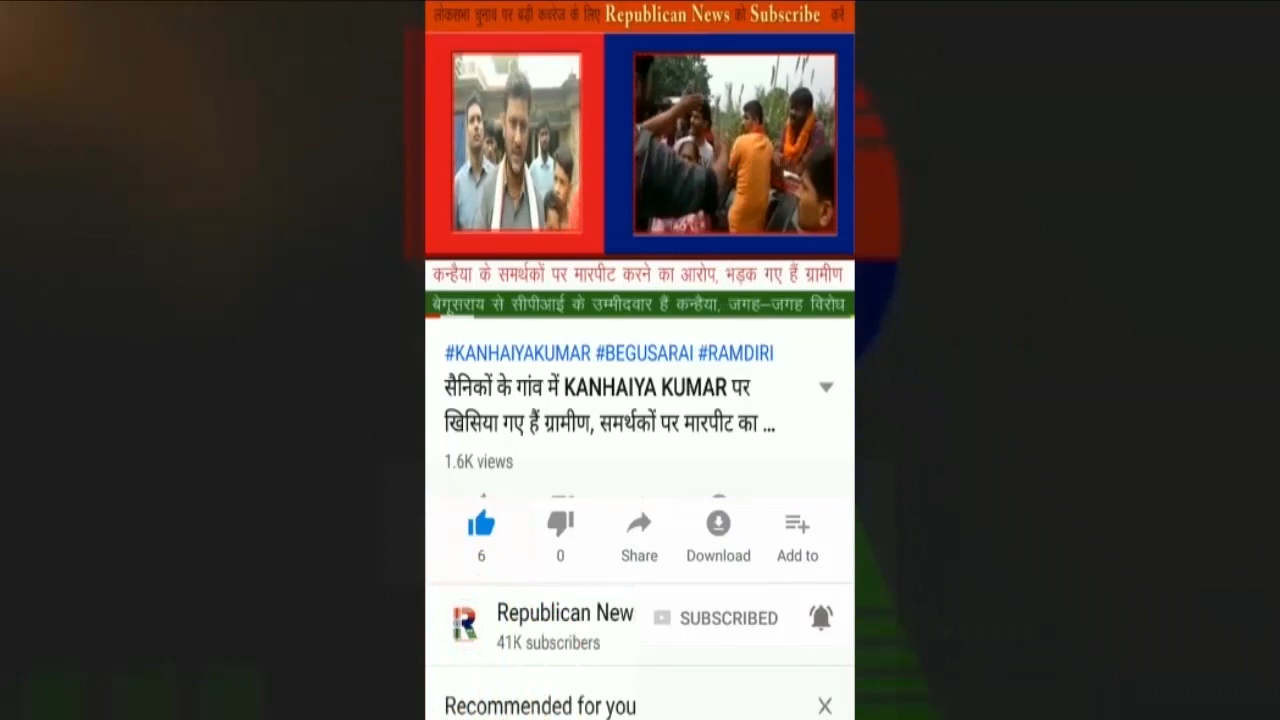 लोकसभा चुनाव पर बड़ी कवरेज के लिए Republican News को Subscribe करें
कन्हैया के समर्थकों पर मारपीट करने का आरोप, भड़क गए हैं ग्रामीण
बेगूसराय से सीपीआई के उम्मीदवार हैं कन्हैया, जगह–जगह विरोध
#KANHAIYAKUMAR #BEGUSARAI #RAMDIRI
सैनिकों के गांव में KANHAIYA KUMAR पर
खिसिया गए हैं ग्रामीण, समर्थकों पर मारपीट का ...
1.6K views
6
0
Share
Download
Add to
Republican New
SUBSCRIBED
41K subscribers
Recommended for you